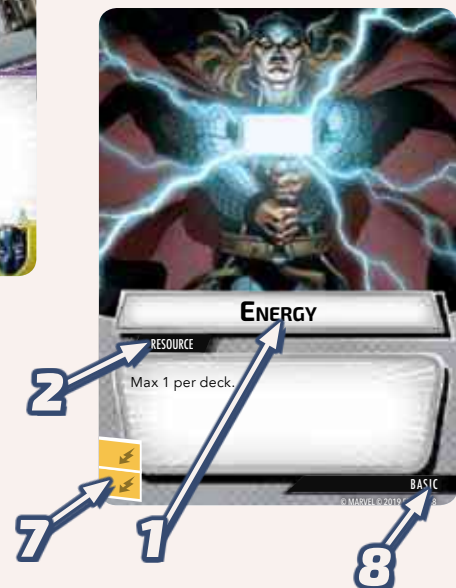 ENERGY
RESOURCE
2
Max 1 per deck.
BASIC
© MARVEL © 2019
7
1
8